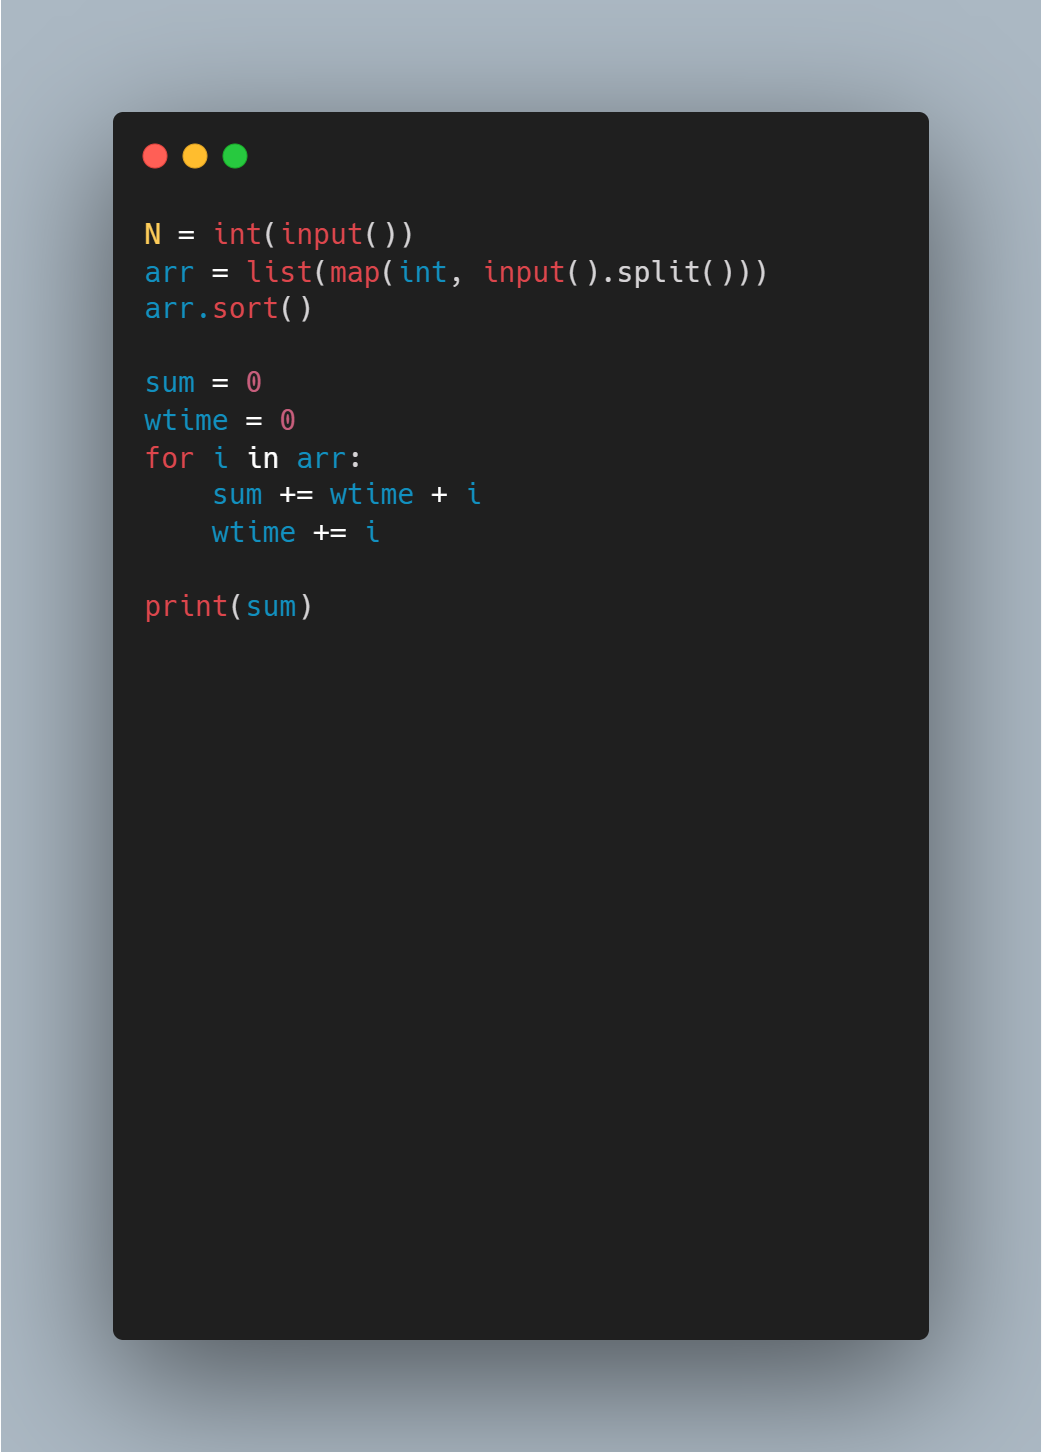 N = int(input())
arr = list(map(int, input().split()))
arr.sort()

sum = 0
wtime = 0
for i in arr:
    sum += wtime + i
    wtime += i

print(sum)